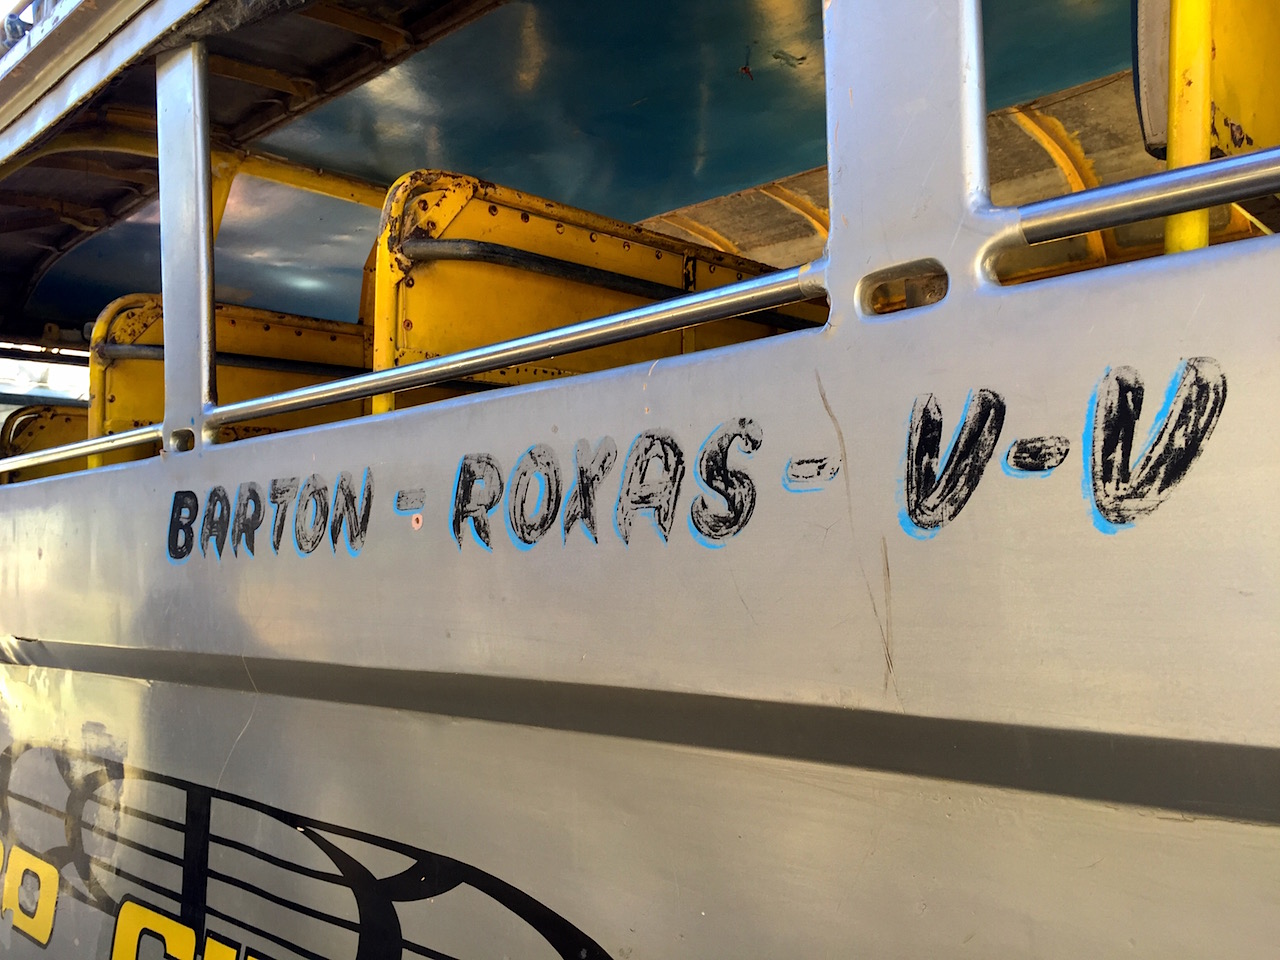 BARTON - ROXAS - V-V